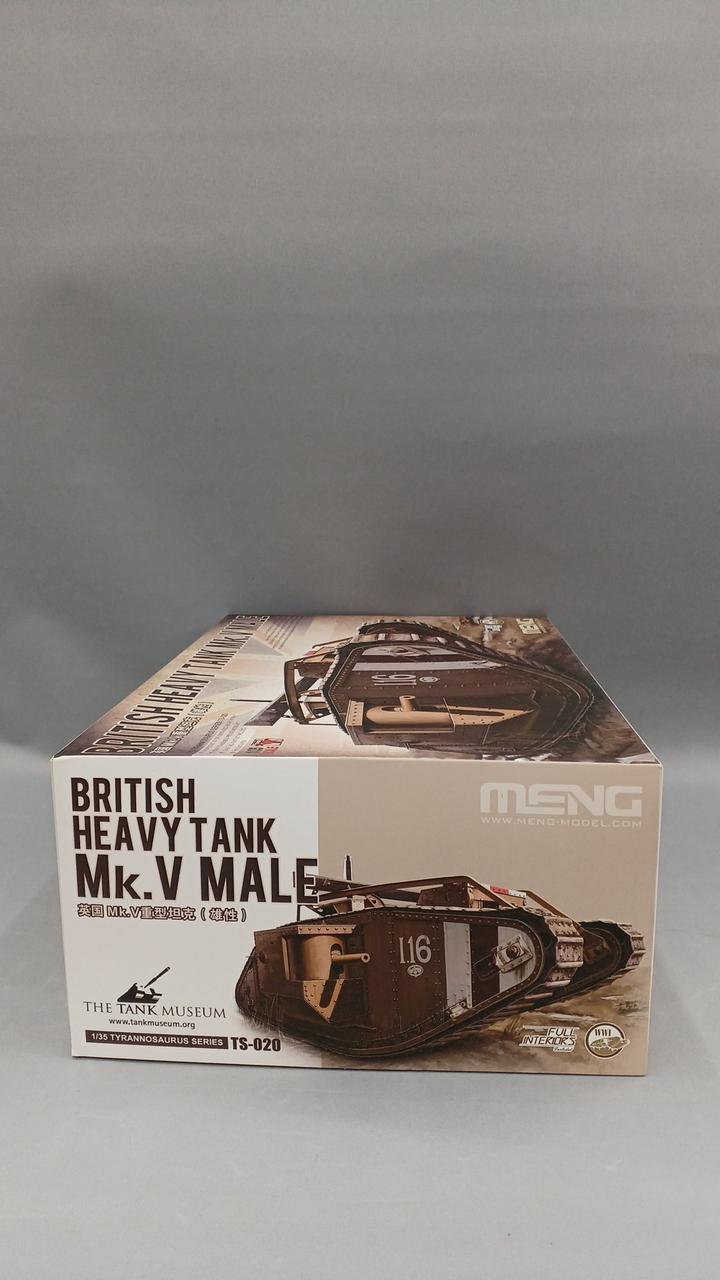 BRITISH HEAVY TANK Mk.V MALE
MENG
I.16
BRITISH
HEAVY TANK
Mk.V MALE
英国 Mk.V重型坦克 ( 雄性 )
MENG
WWW.MENG-MODEL.COM
I.16
THE TANK MUSEUM
www.tankmuseum.org
1/35 TYRANNOSAURUS SERIES TS-020
FULL
INTERIORS
WWI